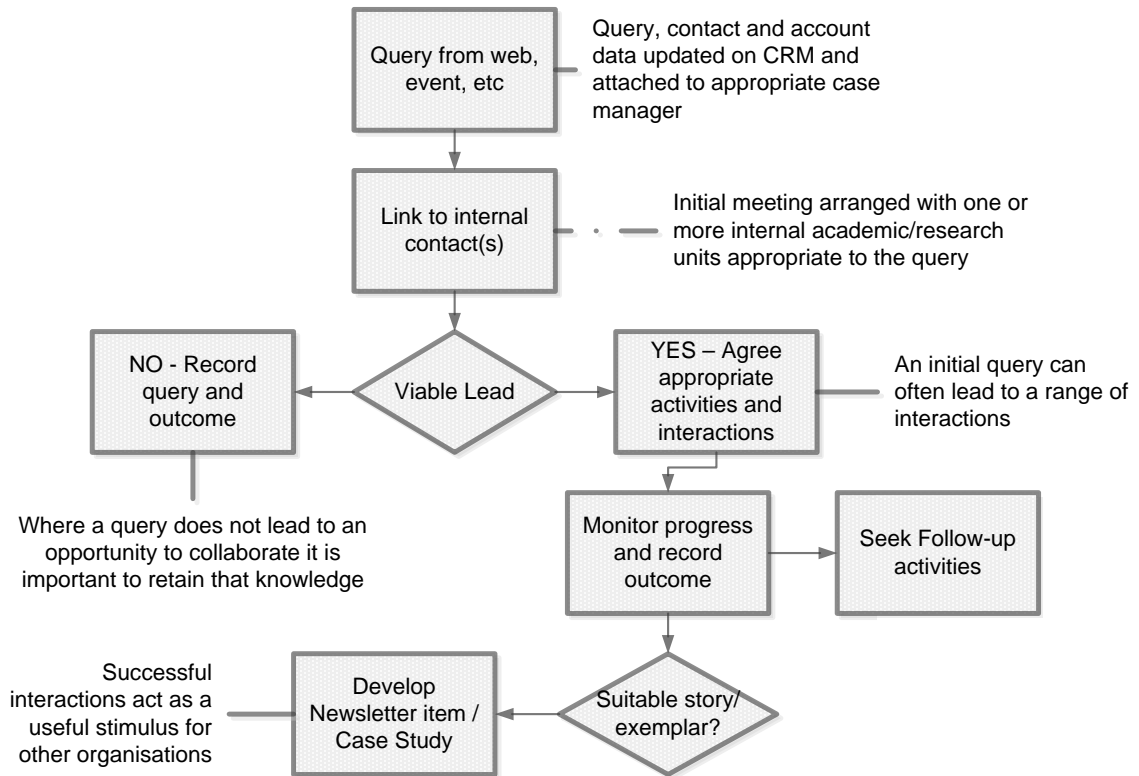 Query from web,
event, etc
Query, contact and account
data updated on CRM and
attached to appropriate case
manager
Link to internal
contact(s)
Initial meeting arranged with one or
more internal academic/research
units appropriate to the query
NO - Record
query and
outcome
Viable Lead
YES – Agree
appropriate
activities and
interactions
An initial query can
often lead to a range of
interactions
Where a query does not lead to an
opportunity to collaborate it is
important to retain that knowledge
Monitor progress
and record
outcome
Seek Follow-up
activities
Successful
interactions act as a
useful stimulus for
other organisations
Develop
Newsletter item /
Case Study
Suitable story/
exemplar?